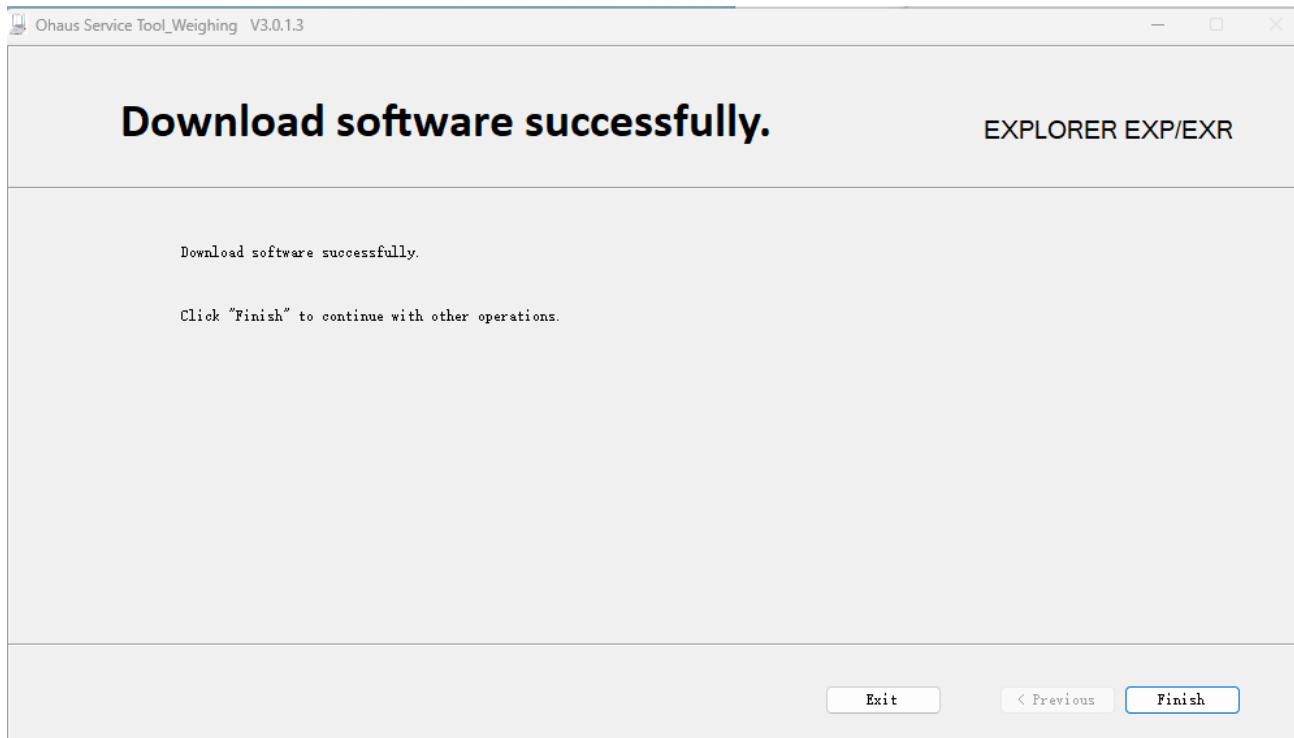 Ohaus Service Tool_Weighing V3.0.1.3
Download software successfully.
EXPLORER EXP/EXR
Download software successfully.
Click "Finish" to continue with other operations.
Exit
< Previous
Finish